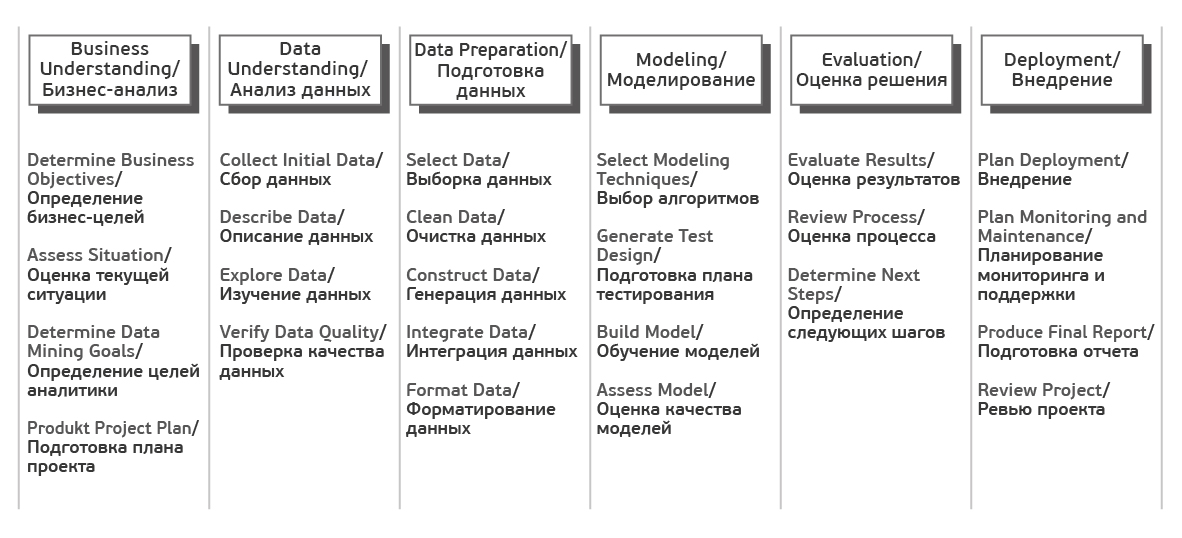 Business
Understanding/
Бизнес-анализ
Data
Understanding/
Анализ данных
Data Preparation/
Подготовка
данных
Modeling/
Моделирование
Evaluation/
Оценка решения
Deployment/
Внедрение
Determine Business
Objectives/
Определение
бизнес-целей
Assess Situation/
Оценка текущей
ситуации
Determine Data
Mining Goals/
Определение целей
аналитики
Produkt Project Plan/
Подготовка плана
проекта
Collect Initial Data/
Сбор данных
Describe Data/
Описание данных
Explore Data/
Изучение данных
Verify Data Quality/
Проверка качества
данных
Select Data/
Выборка данных
Clean Data/
Очистка данных
Construct Data/
Генерация данных
Integrate Data/
Интеграция данных
Format Data/
Форматирование
данных
Select Modeling
Techniques/
Выбор алгоритмов
Generate Test
Design/
Подготовка плана
тестирования
Build Model/
Обучение моделей
Assess Model/
Оценка качества
моделей
Evaluate Results/
Оценка результатов
Review Process/
Оценка процесса
Determine Next
Steps/
Определение
следующих шагов
Plan Deployment/
Внедрение
Plan Monitoring and
Maintenance/
Планирование
мониторинга и
поддержки
Produce Final Report/
Подготовка отчета
Review Project/
Ревью проекта